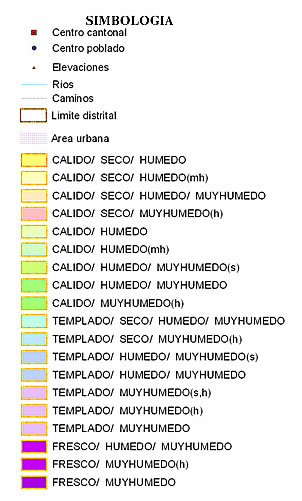 SIMBOLOGIA
Centro cantonal
Centro poblado
Elevaciones
Rios
Caminos
Limite distrital
Area urbana
CALIDO/ SECO/ HUMEDO
CALIDO/ SECO/ HUMEDO(mh)
CALIDO/ SECO/ HUMEDO/ MUYHUMEDO
CALIDO/ SECO/ MUYHUMEDO(h)
CALIDO/ HUMEDO
CALIDO/ HUMEDO(mh)
CALIDO/ HUMEDO/ MUYHUMEDO(s)
CALIDO/ HUMEDO/ MUYHUMEDO
CALIDO/ MUYHUMEDO(h)
TEMPLADO/ SECO/ HUMEDO/ MUYHUMEDO
TEMPLADO/ SECO/ MUYHUMEDO(h)
TEMPLADO/ HUMEDO/ MUYHUMEDO(s)
TEMPLADO/ HUMEDO/ MUYHUMEDO
TEMPLADO/ MUYHUMEDO(s,h)
TEMPLADO/ MUYHUMEDO(h)
TEMPLADO/ MUYHUMEDO
FRESCO/ HUMEDO/ MUYHUMEDO
FRESCO/ MUYHUMEDO(h)
FRESCO/ MUYHUMEDO